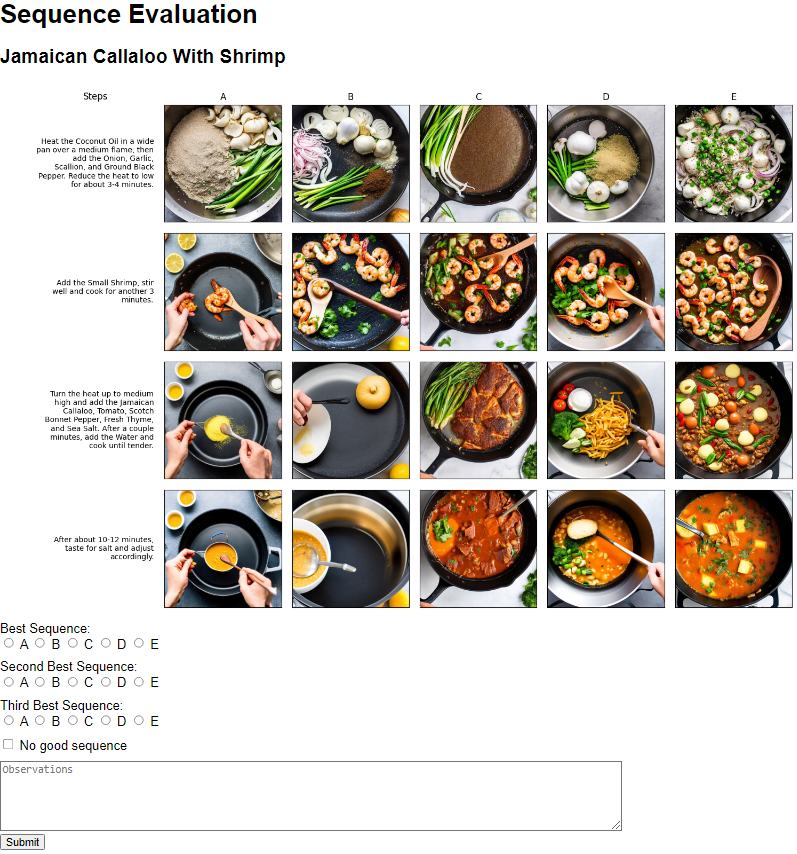 Sequence Evaluation
Jamaican Callaloo With Shrimp
Steps
A
B
C
D
E
Heat the Coconut Oil in a wide
pan over a medium flame, then
add the Onion, Garlic,
Scallion, and Ground Black
Pepper. Reduce the heat to low
for about 3-4 minutes.
Add the Small Shrimp, stir
well and cook for another 3
minutes.
Turn the heat up to medium
high and add the Jamaican
Callaloo, Tomato, Scotch
Bonnet Pepper, Fresh Thyme,
and Sea Salt. After a couple
minutes, add the Water and
cook until tender.
After about 10-12 minutes,
taste for salt and adjust
accordingly.
Best Sequence:
A B C D E
Second Best Sequence:
A B C D E
Third Best Sequence:
A B C D E
No good sequence
Observations
Submit